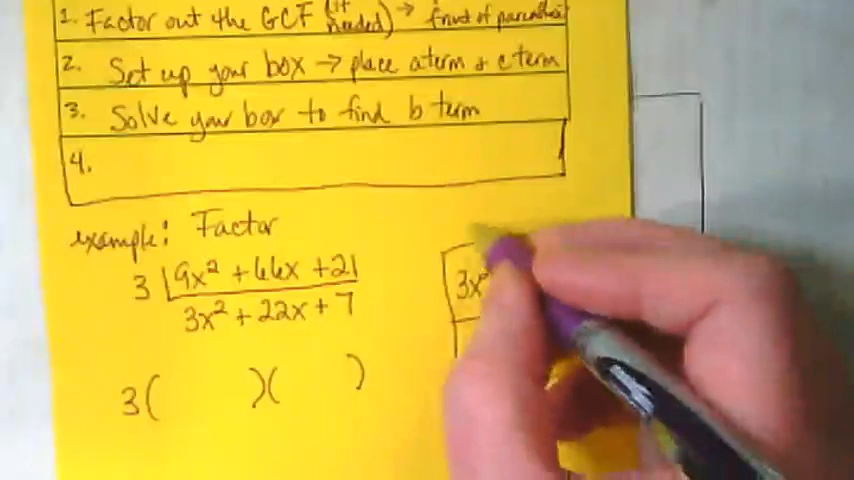 1. Factor out the GCF (if needed) → front of parenthesis
2. Set up your box → place a term & c term
3. Solve your box to find b term
4.
example: Factor
3 9x² + 66x + 21
3x² + 22x + 7
3( )( )
3x²